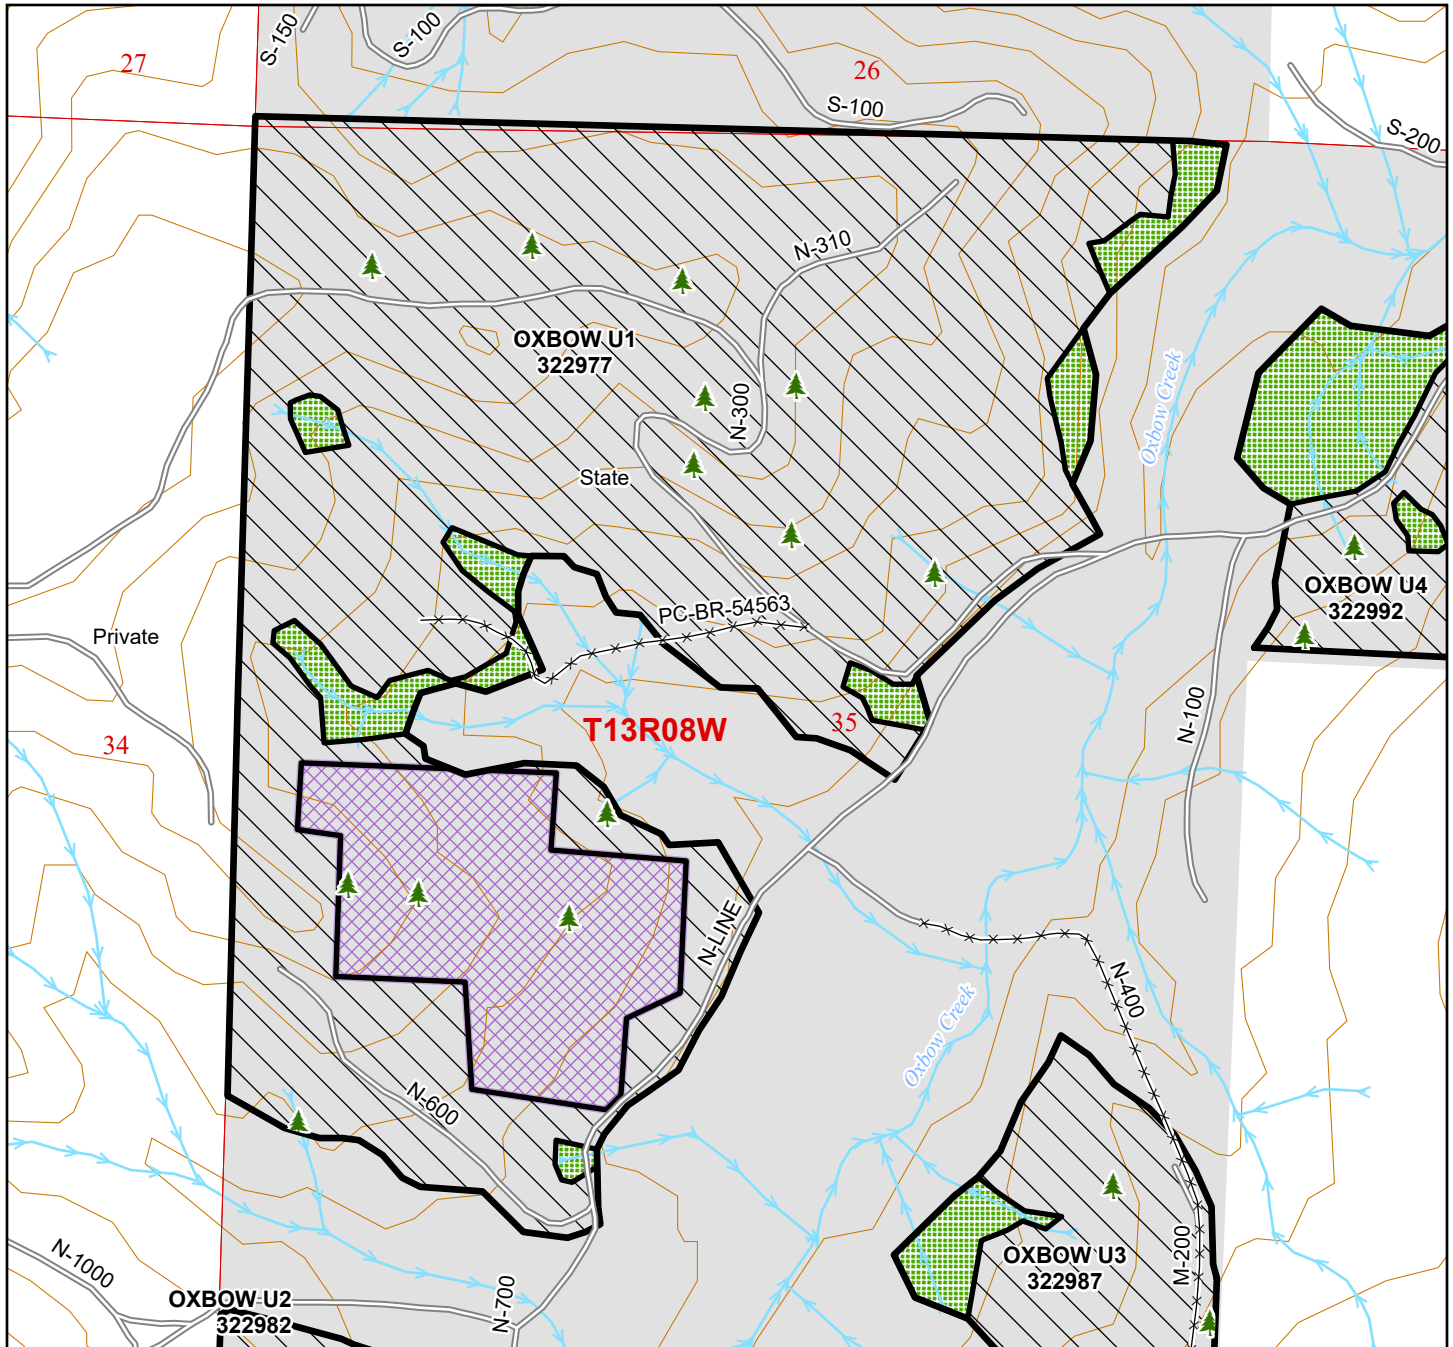 S-150
S-100
27
26
S-100
S-200
N-310
OXBOW U1
322977
N-300
Oxbow Creek
State
OXBOW U4
322992
PC-BR-54563
Private
T13R08W
35
34
N-100
N-LINE
N-400
Oxbow Creek
N-600
N-1000
M-200
OXBOW U3
322987
OXBOW U2
322982
N-700